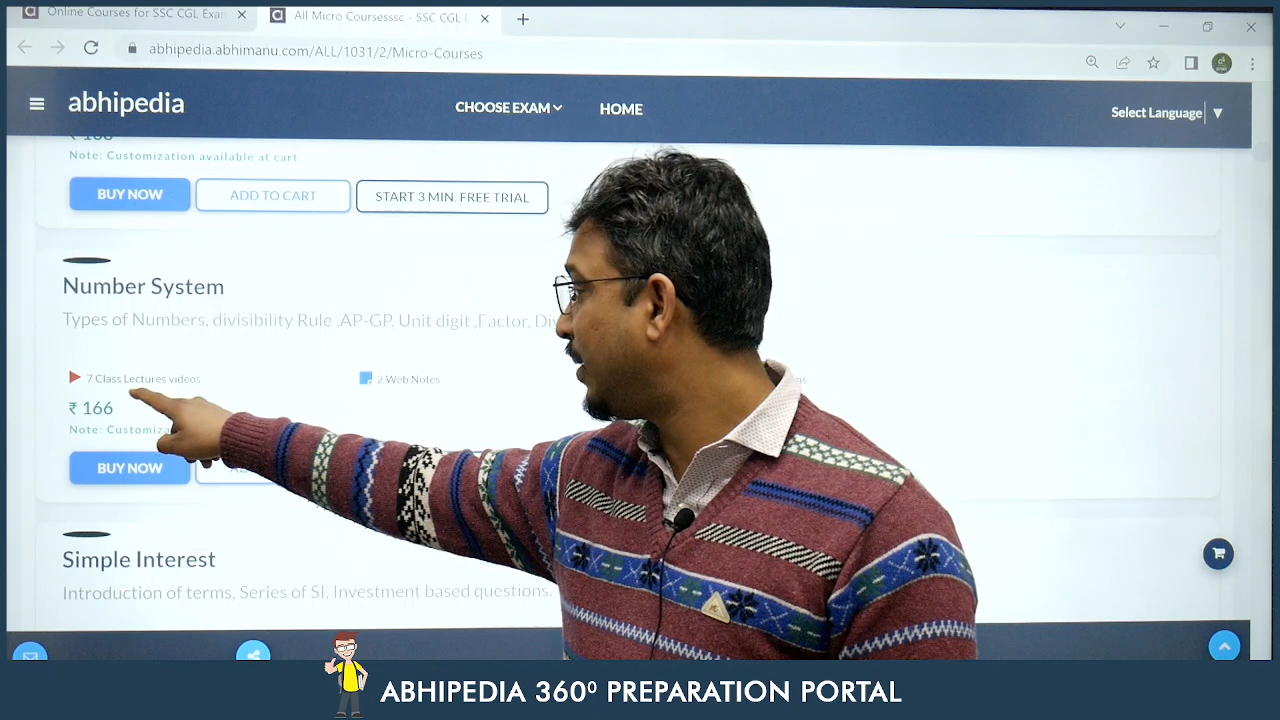 Online Courses for SSC CGL Exam
All Micro Coursesssc - SSC CGL E
abhipedia.abhimanu.com/ALL/1031/2/Micro-Courses
abhipedia
CHOOSE EXAM
HOME
Select Language
Note: Customization available at cart
BUY NOW
ADD TO CART
START 3 MIN FREE TRIAL
Number System
Types of Numbers, divisibility Rule ,AP-GP, Unit digit ,Factor, Di
7 Class Lectures videos
2 Web.Notes
₹ 166
Note: Customiza
BUY NOW
Simple Interest
Introduction of terms, Series of SI, Investment based questions.
ABHIPEDIA 360⁰ PREPARATION PORTAL